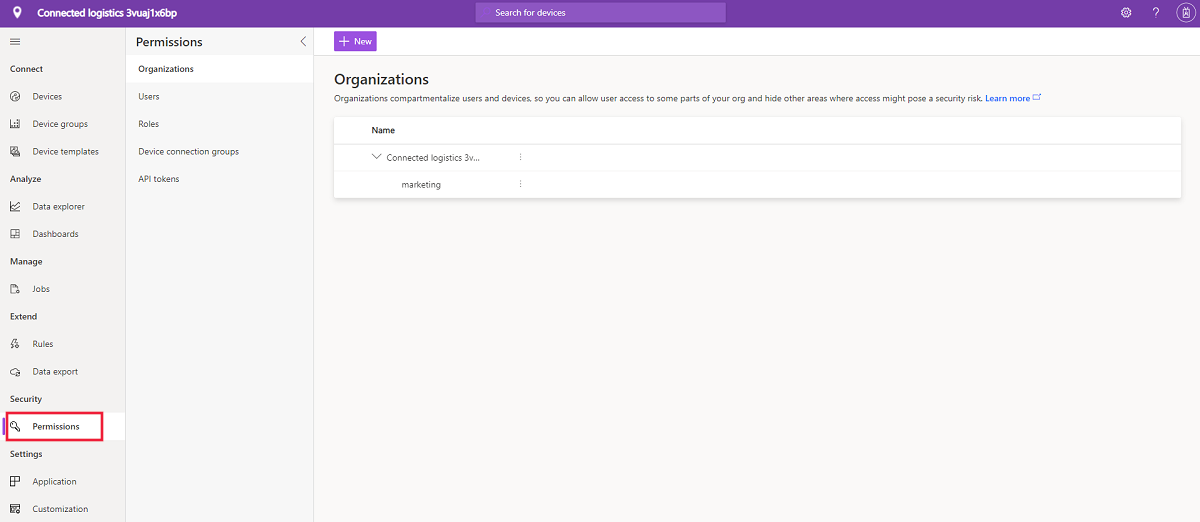 Connected logistics 3vuaj1x6bp
Search for devices
?
Connect
Devices
Device groups
Device templates
Analyze
Data explorer
Dashboards
Manage
Jobs
Extend
Rules
Data export
Security
Permissions
Settings
Application
Customization
Permissions
Organizations
Users
Roles
Device connection groups
API tokens
New
Organizations
Organizations compartmentalize users and devices, so you can allow user access to some parts of your org and hide other areas where access might pose a security risk. Learn more
Name
Connected logistics 3v...
marketing